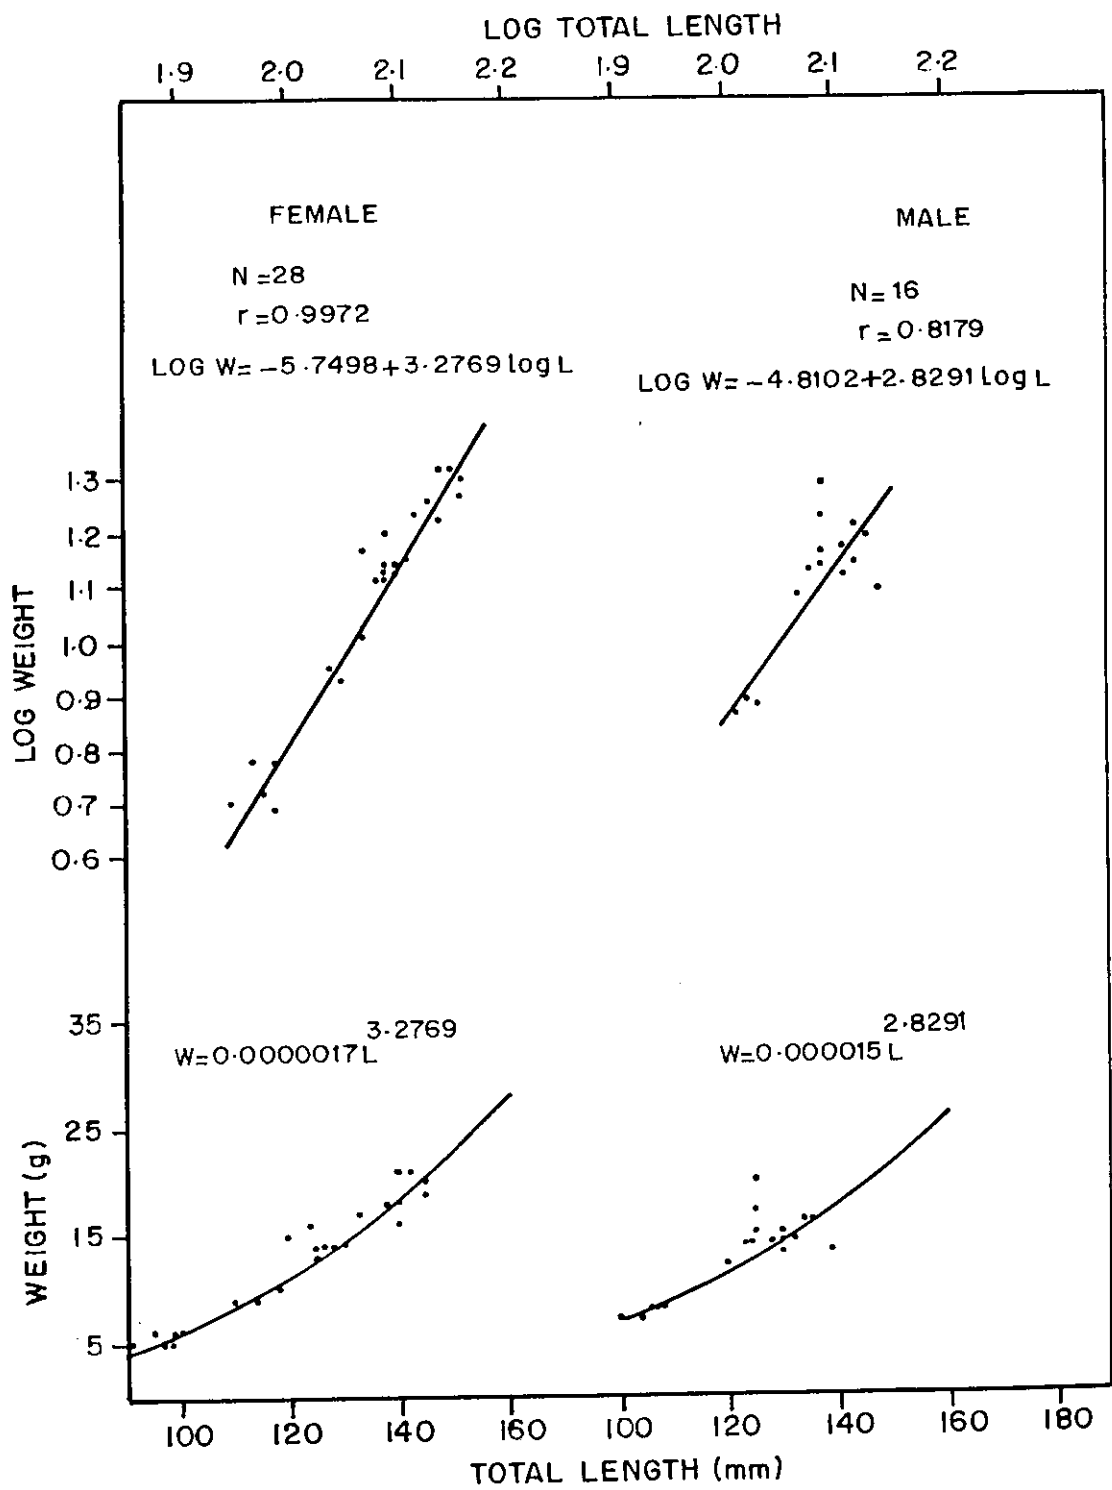 LOG TOTAL LENGTH
1·9 2·0 2·1 2·2 1·9 2·0 2·1 2·2
FEMALE
MALE
N =28
r =0·9972
LOG W= −5·7498+3·2769 log L
N= 16
r =0·8179
LOG W= −4·8102+2·8291 log L
LOG WEIGHT
1·3
1·2
1·1
1·0
0·9
0·8
0·7
0·6
W=0·0000017 L 3·2769
W=0·000015 L 2·8291
WEIGHT (g)
35
25
15
5
100 120 140 160 100 120 140 160 180
TOTAL LENGTH (mm)